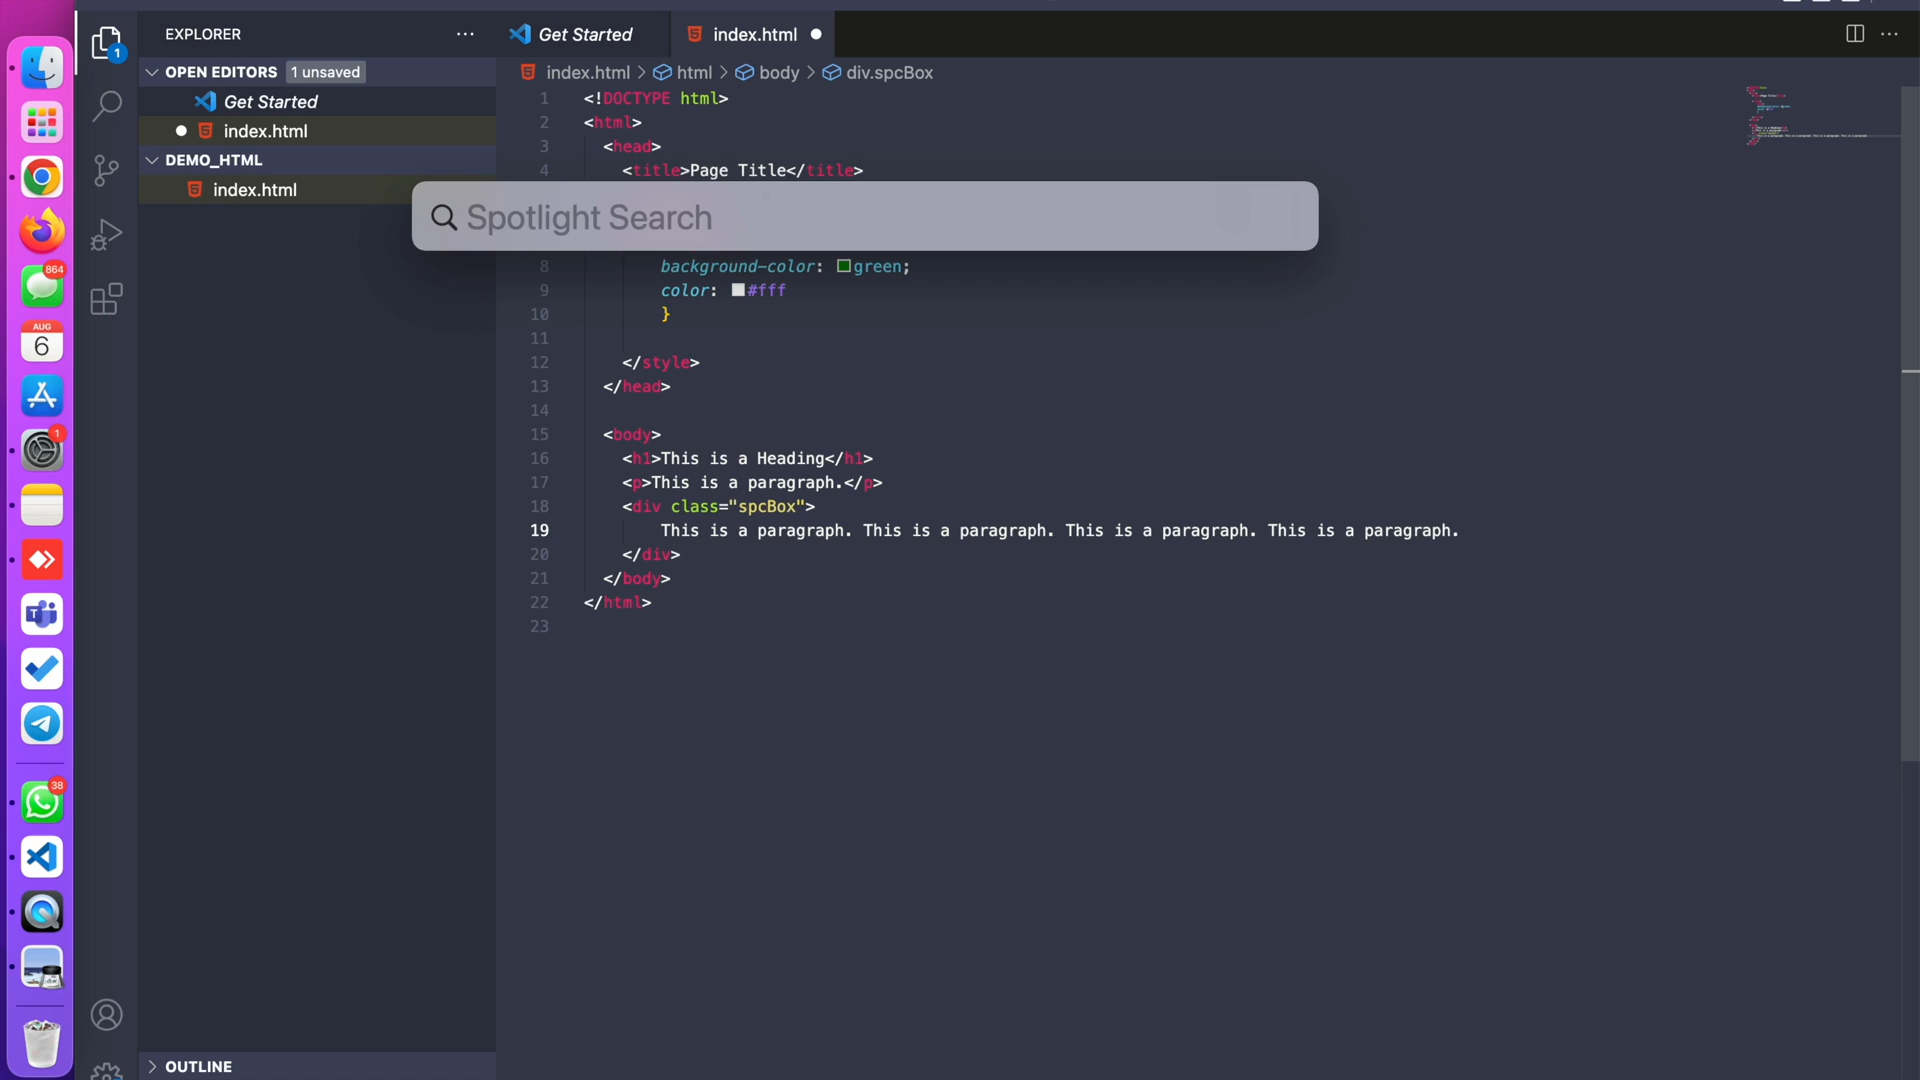 EXPLORER
OPEN EDITORS 1 unsaved
Get Started
index.html
DEMO_HTML
index.html
OUTLINE
1
864
AUG
6
1
38
Get Started index.html
index.html > html > body > div.spcBox
1 <!DOCTYPE html>
2 <html>
3 <head>
4 <title>Page Title</title>
Spotlight Search
8 background-color: green;
9 color: #fff
10 }
11
12 </style>
13 </head>
14
15 <body>
16 <h1>This is a Heading</h1>
17 <p>This is a paragraph.</p>
18 <div class="spcBox">
19 This is a paragraph. This is a paragraph. This is a paragraph. This is a paragraph.
20 </div>
21 </body>
22 </html>
23